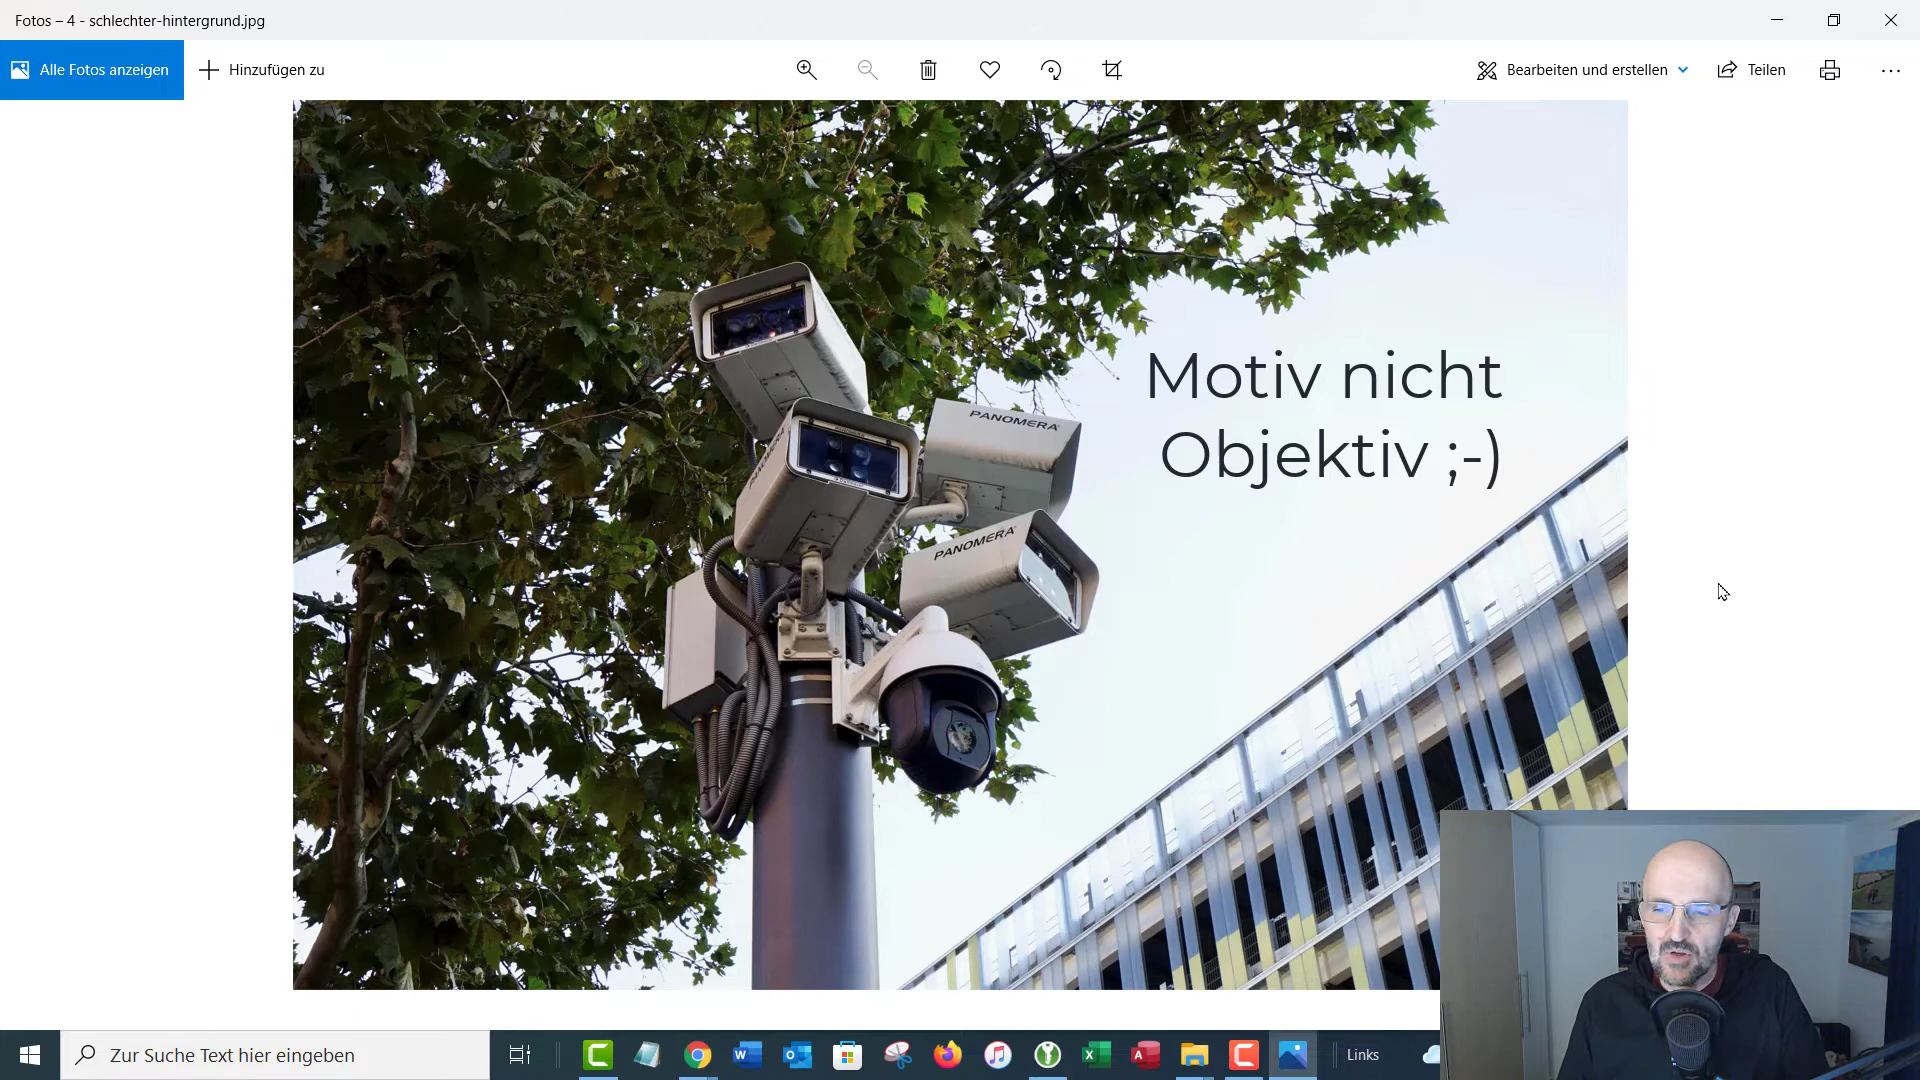 Fotos – 4 - schlechter-hintergrund.jpg
Alle Fotos anzeigen
Hinzufügen zu
Bearbeiten und erstellen
Teilen
PANOMERA
Motiv nicht
Objektiv ;-)
PANOMERA
Zur Suche Text hier eingeben
Links